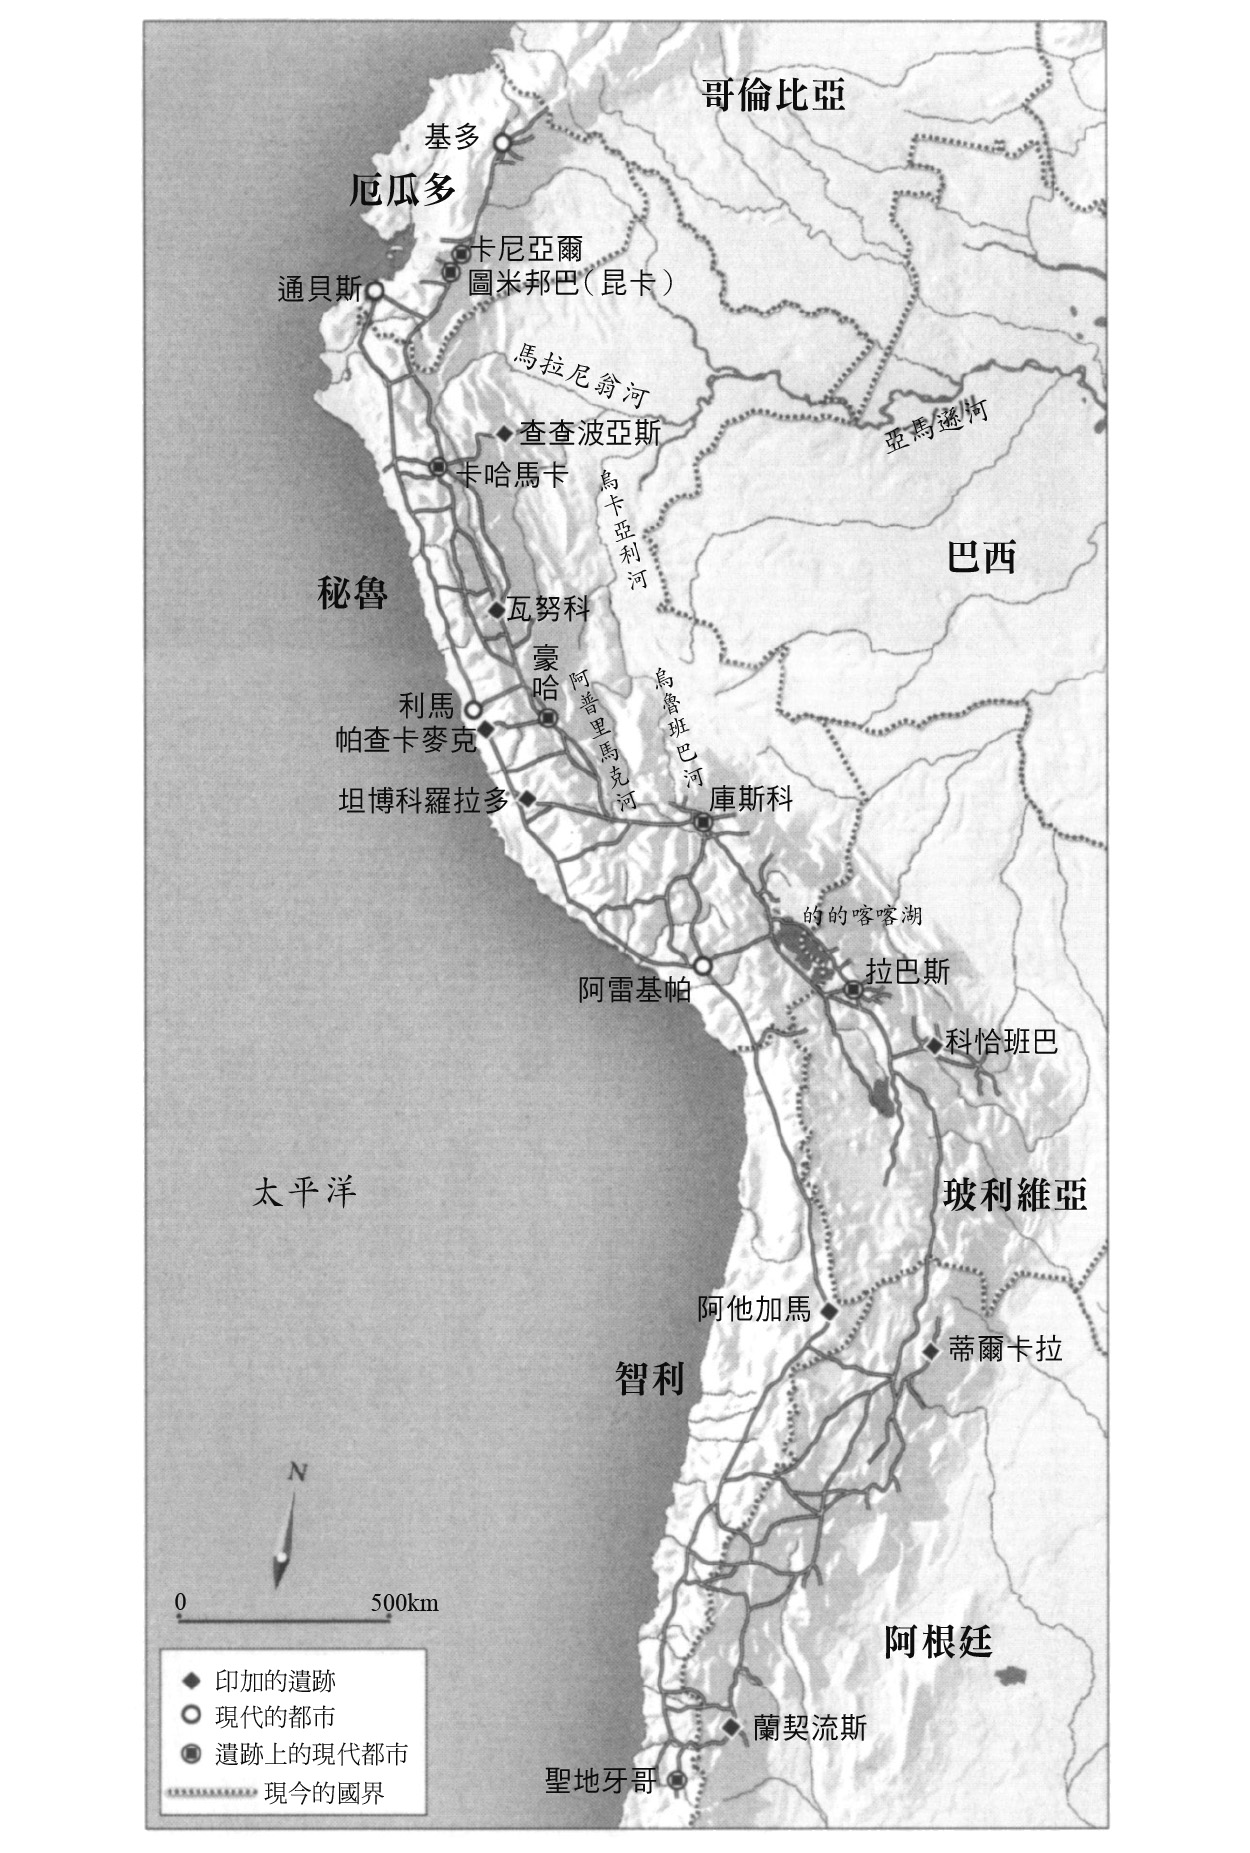 哥倫比亞
基多
厄瓜多
卡尼亞爾
圖米邦巴（昆卡）
通貝斯
馬拉尼翁河
亞馬遜河
查查波亞斯
卡哈馬卡
烏卡亞利河
巴西
秘魯
瓦努科
豪哈
阿普里馬克河
烏魯班巴河
利馬
帕查卡麥克
坦博科羅拉多
庫斯科
的的喀喀湖
拉巴斯
阿雷基帕
科恰班巴
太平洋
玻利維亞
阿他加馬
蒂爾卡拉
智利
N
0 500km
阿根廷
印加的遺跡
現代的都市
遺跡上的現代都市
現今的國界
蘭契流斯
聖地牙哥